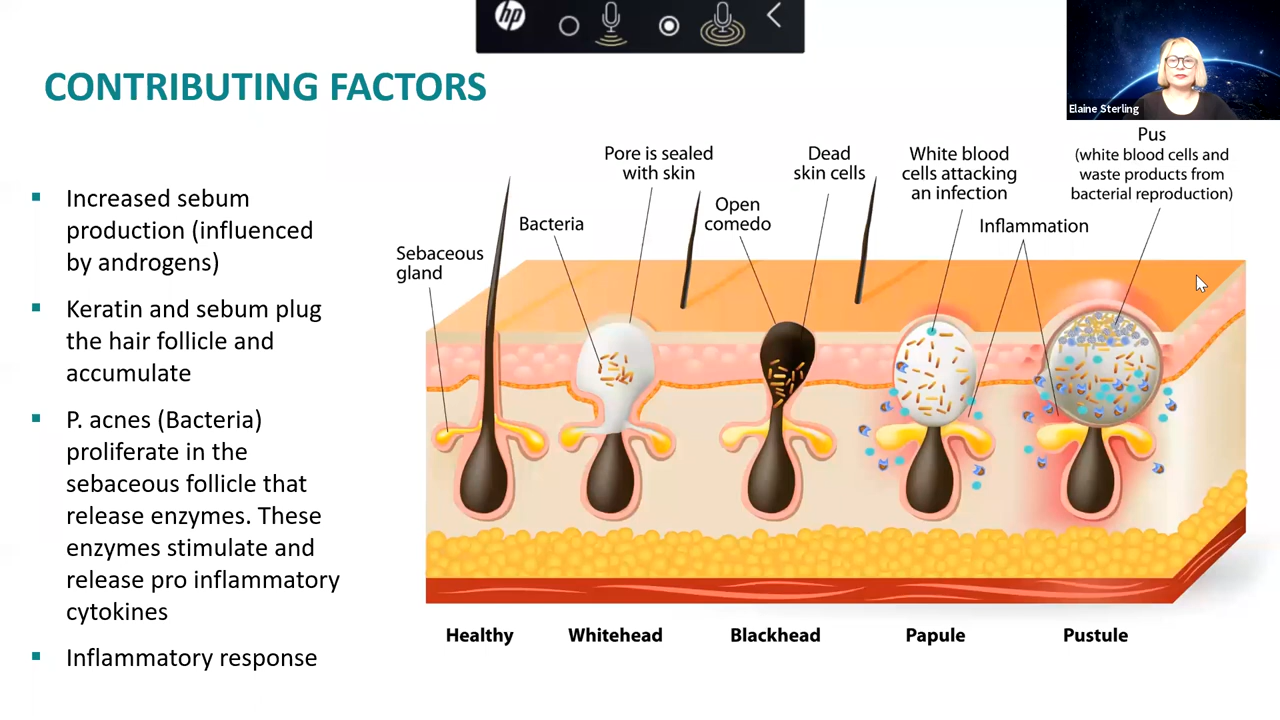 hp
Elaine Sterling
CONTRIBUTING FACTORS
▪ Increased sebum
production (influenced
by androgens)
▪ Keratin and sebum plug
the hair follicle and
accumulate
▪ P. acnes (Bacteria)
proliferate in the
sebaceous follicle that
release enzymes. These
enzymes stimulate and
release pro inflammatory
cytokines
▪ Inflammatory response
Sebaceous
gland
Bacteria
Pore is sealed
with skin
Open
comedo
Dead
skin cells
White blood
cells attacking
an infection
Inflammation
Pus
(white blood cells and
waste products from
bacterial reproduction)
Healthy
Whitehead
Blackhead
Papule
Pustule